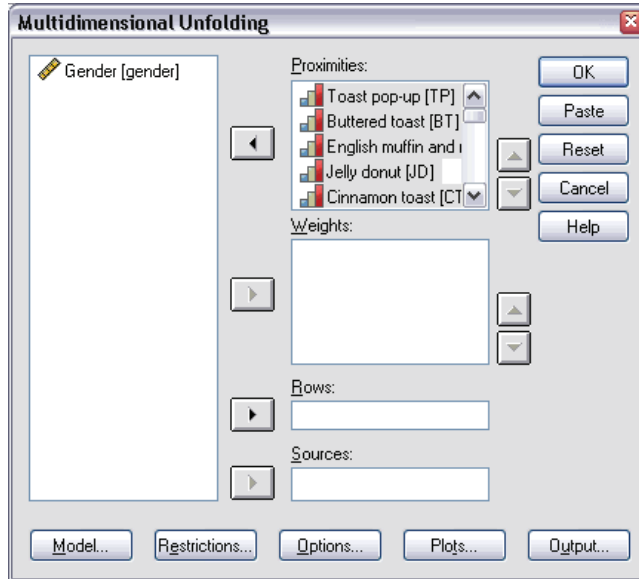 Multidimensional Unfolding
Gender [gender]
Proximities:
Toast pop-up [TP]
Buttered toast [BT]
English muffin and
Jelly donut [JD]
Cinnamon toast [CT
Weights:
Rows:
Sources:
OK
Paste
Reset
Cancel
Help
Model...
Restrictions...
Options...
Plots...
Output...